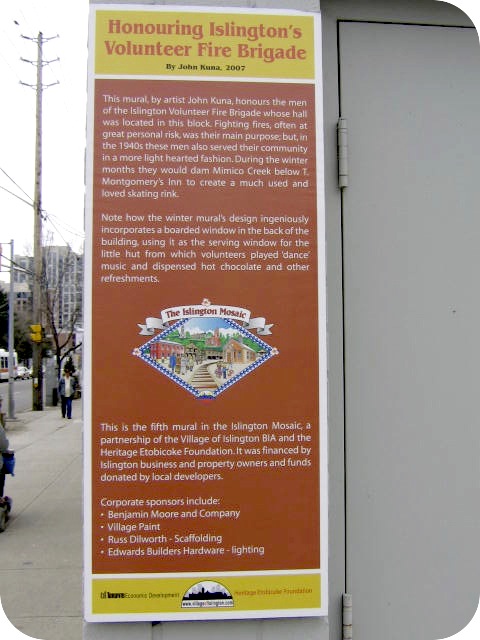 Honouring Islington's
Volunteer Fire Brigade
By John Kuna, 2007
This mural, by artist John Kuna, honours the men
of the Islington Volunteer Fire Brigade whose hall
was located in this block. Fighting fires, often at
great personal risk, was their main purpose; but, in
the 1940s these men also served their community
in a more light hearted fashion. During the winter
months they would dam Mimico Creek below T.
Montgomery's Inn to create a much used and
loved skating rink.
Note how the winter mural's design ingeniously
incorporates a boarded window in the back of the
building, using it as the serving window for the
little hut from which volunteers played 'dance'
music and dispensed hot chocolate and other
refreshments.
The Islington Mosaic
This is the fifth mural in the Islington Mosaic, a
partnership of the Village of Islington BIA and the
Heritage Etobicoke Foundation. It was financed by
Islington business and property owners and funds
donated by local developers.
Corporate sponsors include:
• Benjamin Moore and Company
• Village Paint
• Russ Dilworth - Scaffolding
• Edwards Builders Hardware - lighting
Toronto Economic Development
www.villageofislington.com
Heritage Etobicoke Foundation